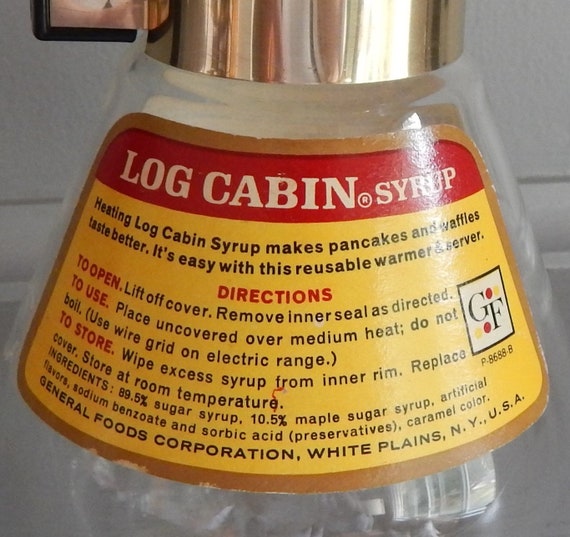 LOG CABIN® SYRUP
Heating Log Cabin Syrup makes pancakes and waffles
taste better. It's easy with this reusable warmer & server.
DIRECTIONS
TO OPEN. Lift off cover. Remove inner seal as directed.
TO USE. Place uncovered over medium heat; do not
boil. (Use wire grid on electric range.)
TO STORE. Wipe excess syrup from inner rim. Replace
cover. Store at room temperature.
GF
P-8688-B
INGREDIENTS: 89.5% sugar syrup, 10.5% maple sugar syrup, artificial
flavors, sodium benzoate and sorbic acid (preservatives), caramel color.
GENERAL FOODS CORPORATION, WHITE PLAINS, N.Y., U.S.A.